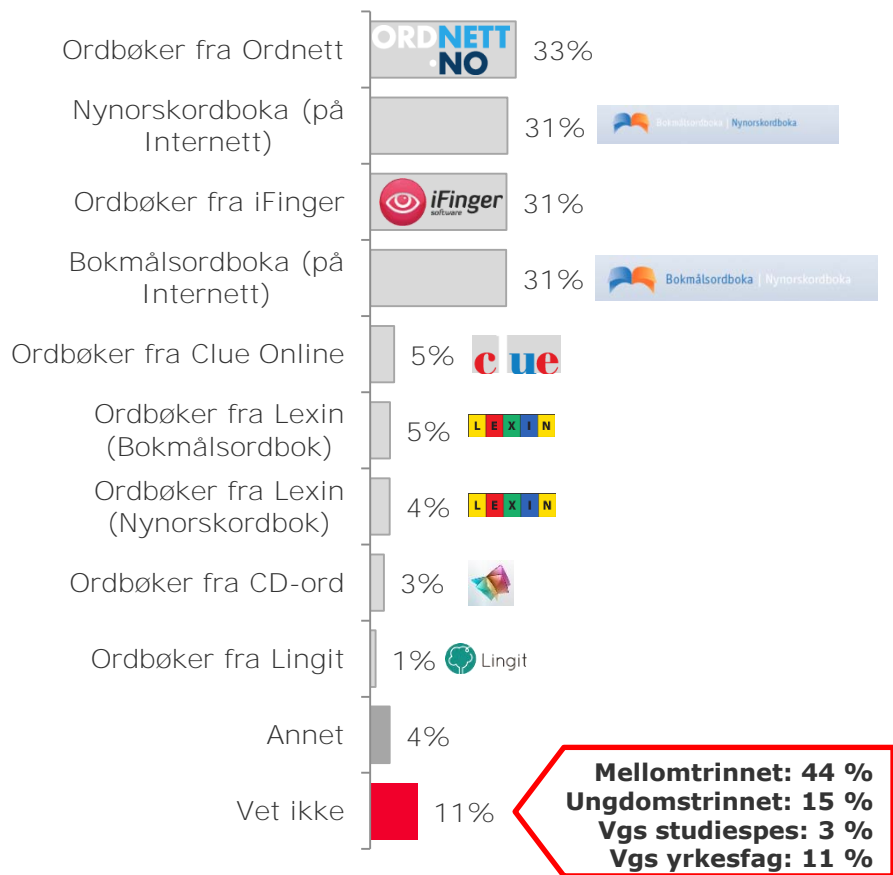 Ordbøker fra Ordnett
ORDNETT
.NO
33%
Nynorskordboka (på
Internett)
31%
Bokmålsordboka | Nynorskordboka
Ordbøker fra iFinger
iFinger
software
31%
Bokmålsordboka (på
Internett)
31%
Bokmålsordboka | Nynorskordboka
Ordbøker fra Clue Online
5%
c ue
Ordbøker fra Lexin
(Bokmålsordbok)
5%
LEXIN
Ordbøker fra Lexin
(Nynorskordbok)
4%
LEXIN
Ordbøker fra CD-ord
3%
Ordbøker fra Lingit
1%
Lingit
Annet
4%
Vet ikke
11%
Mellomtrinnet: 44 %
Ungdomstrinnet: 15 %
Vgs studiespes: 3 %
Vgs yrkesfag: 11 %